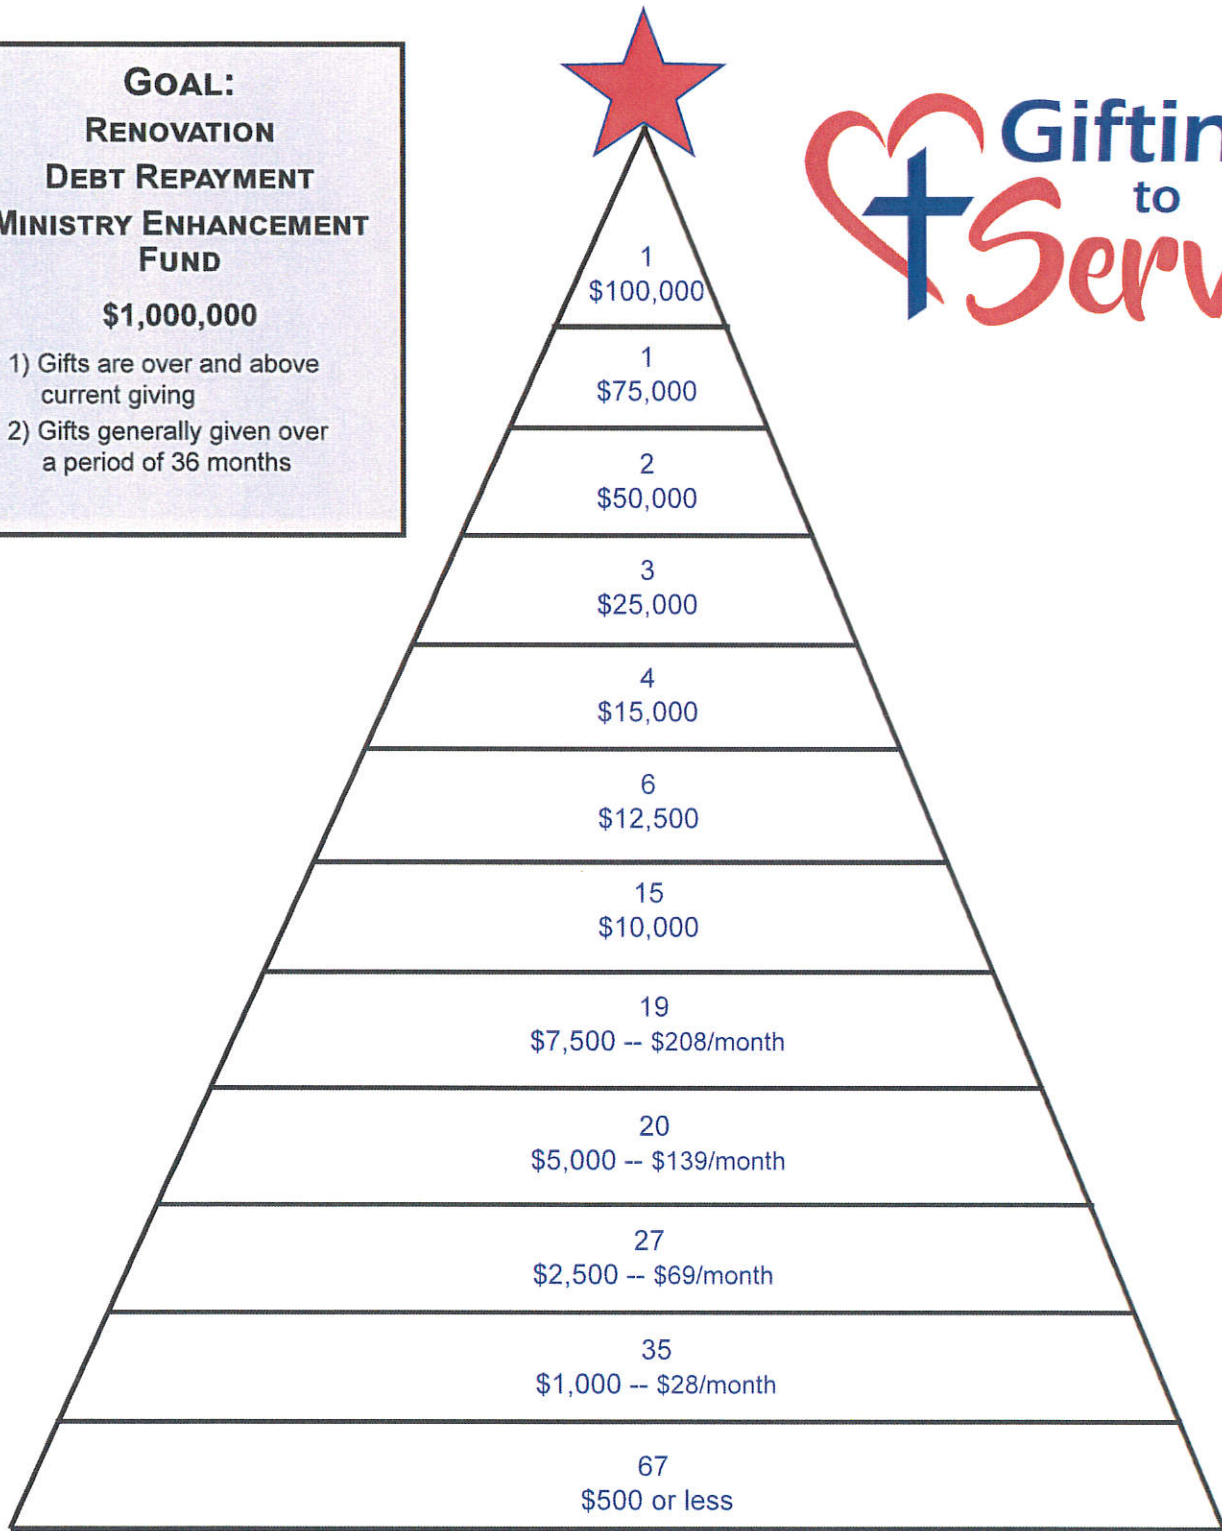 GOAL:
RENOVATION
DEBT REPAYMENT
MINISTRY ENHANCEMENT
FUND
$1,000,000
1) Gifts are over and above
current giving
2) Gifts generally given over
a period of 36 months
Giftin
to
Serv
1
$100,000
1
$75,000
2
$50,000
3
$25,000
4
$15,000
6
$12,500
15
$10,000
19
$7,500 -- $208/month
20
$5,000 -- $139/month
27
$2,500 -- $69/month
35
$1,000 -- $28/month
67
$500 or less